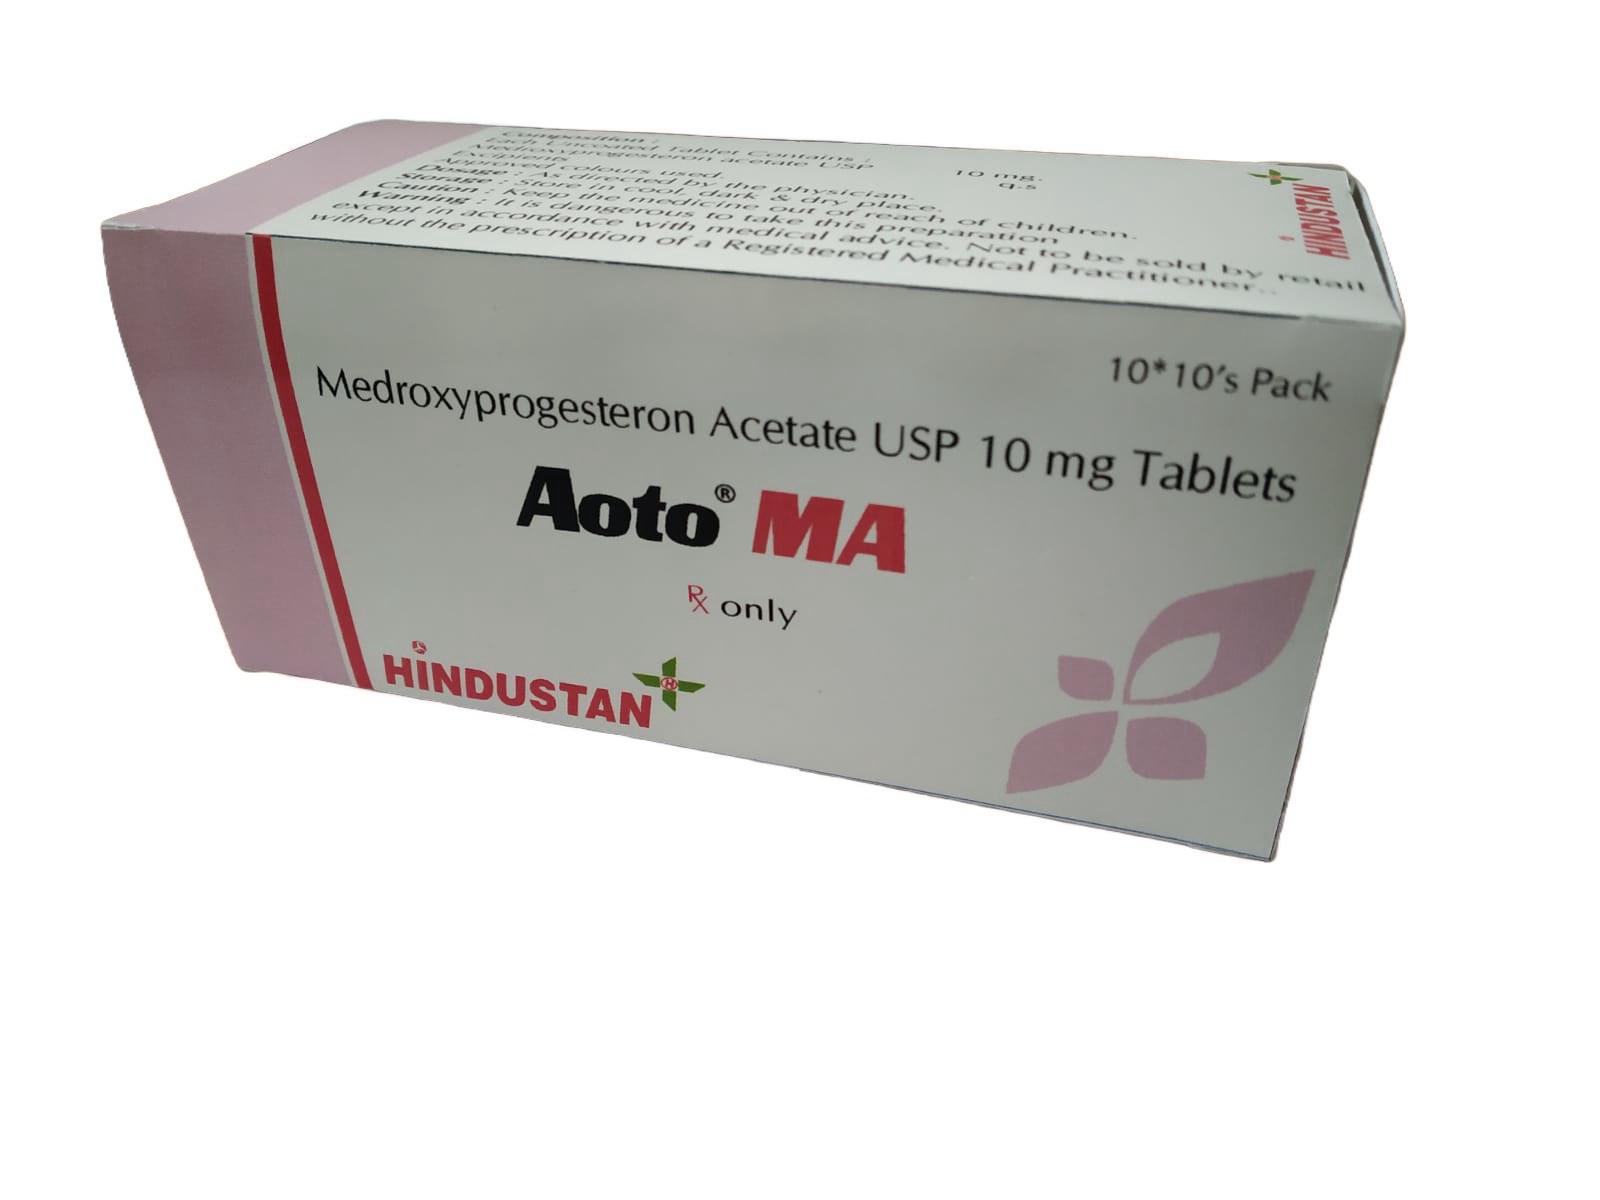 Composition :
Each Uncoated Tablet Contains :
Medroxyprogesteron acetate USP 10 mg.
Excipients q.s
Approved colours used.
Dosage : As directed by the physician.
Storage : Store in cool, dark & dry place.
Caution : Keep the medicine out of reach of children.
Warning : It is dangerous to take this preparation
except in accordance with medical advice. Not to be sold by retail
without the prescription of a Registered Medical Practitioner..
HINDUSTAN
10*10's Pack
Medroxyprogesteron Acetate USP 10 mg Tablets
Aoto® MA
Rx only
HINDUSTAN